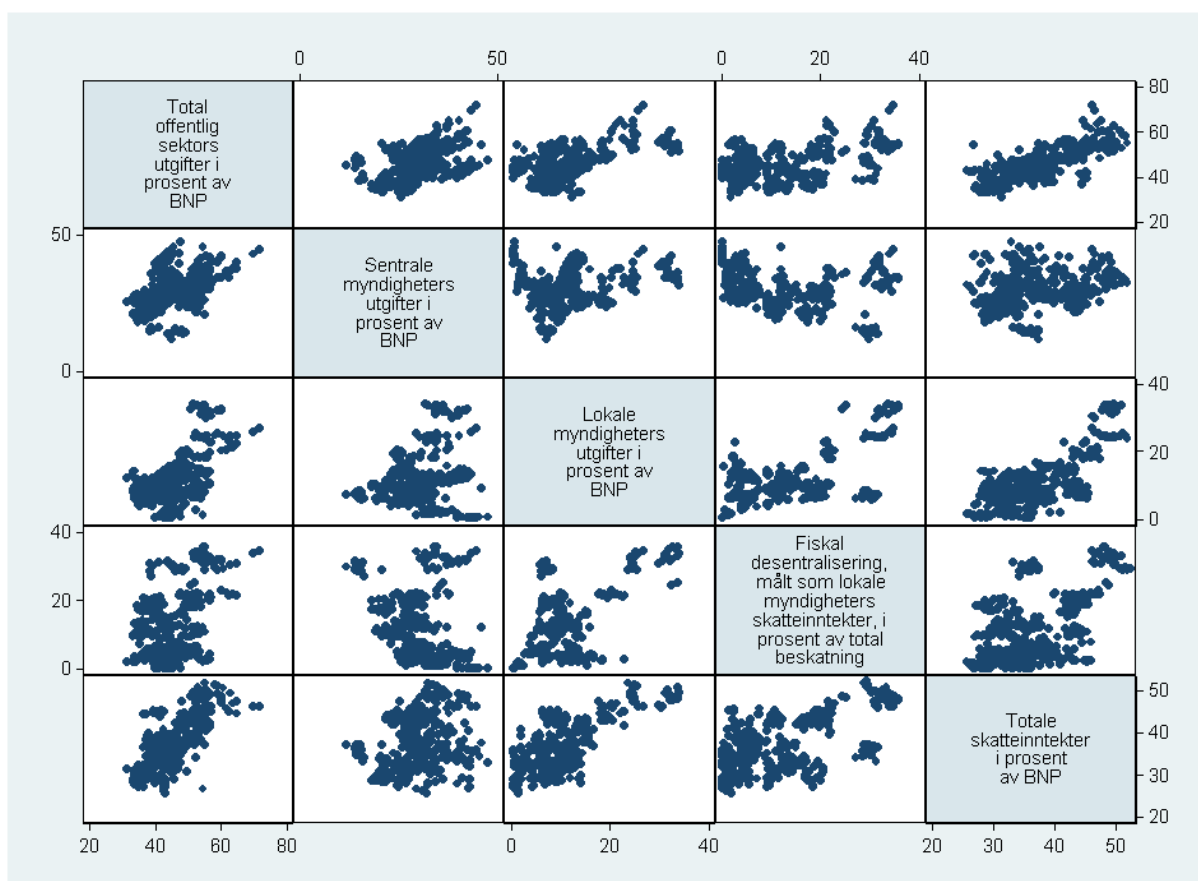 0 50 0 20 40
Total
offentlig
sektors
utgifter i
prosent av
BNP
80
60
40
20
50
0
Sentrale
myndigheters
utgifter i
prosent av
BNP
Lokale
myndigheters
utgifter i
prosent av
BNP
40
20
0
40
20
0
Fiskal
desentralisering,
målt som lokale
myndigheters
skatteinntekter, i
prosent av total
beskatning
Totale
skatteinntekter
i prosent
av BNP
50
40
30
20
20 40 60 80 0 20 40 20 30 40 50